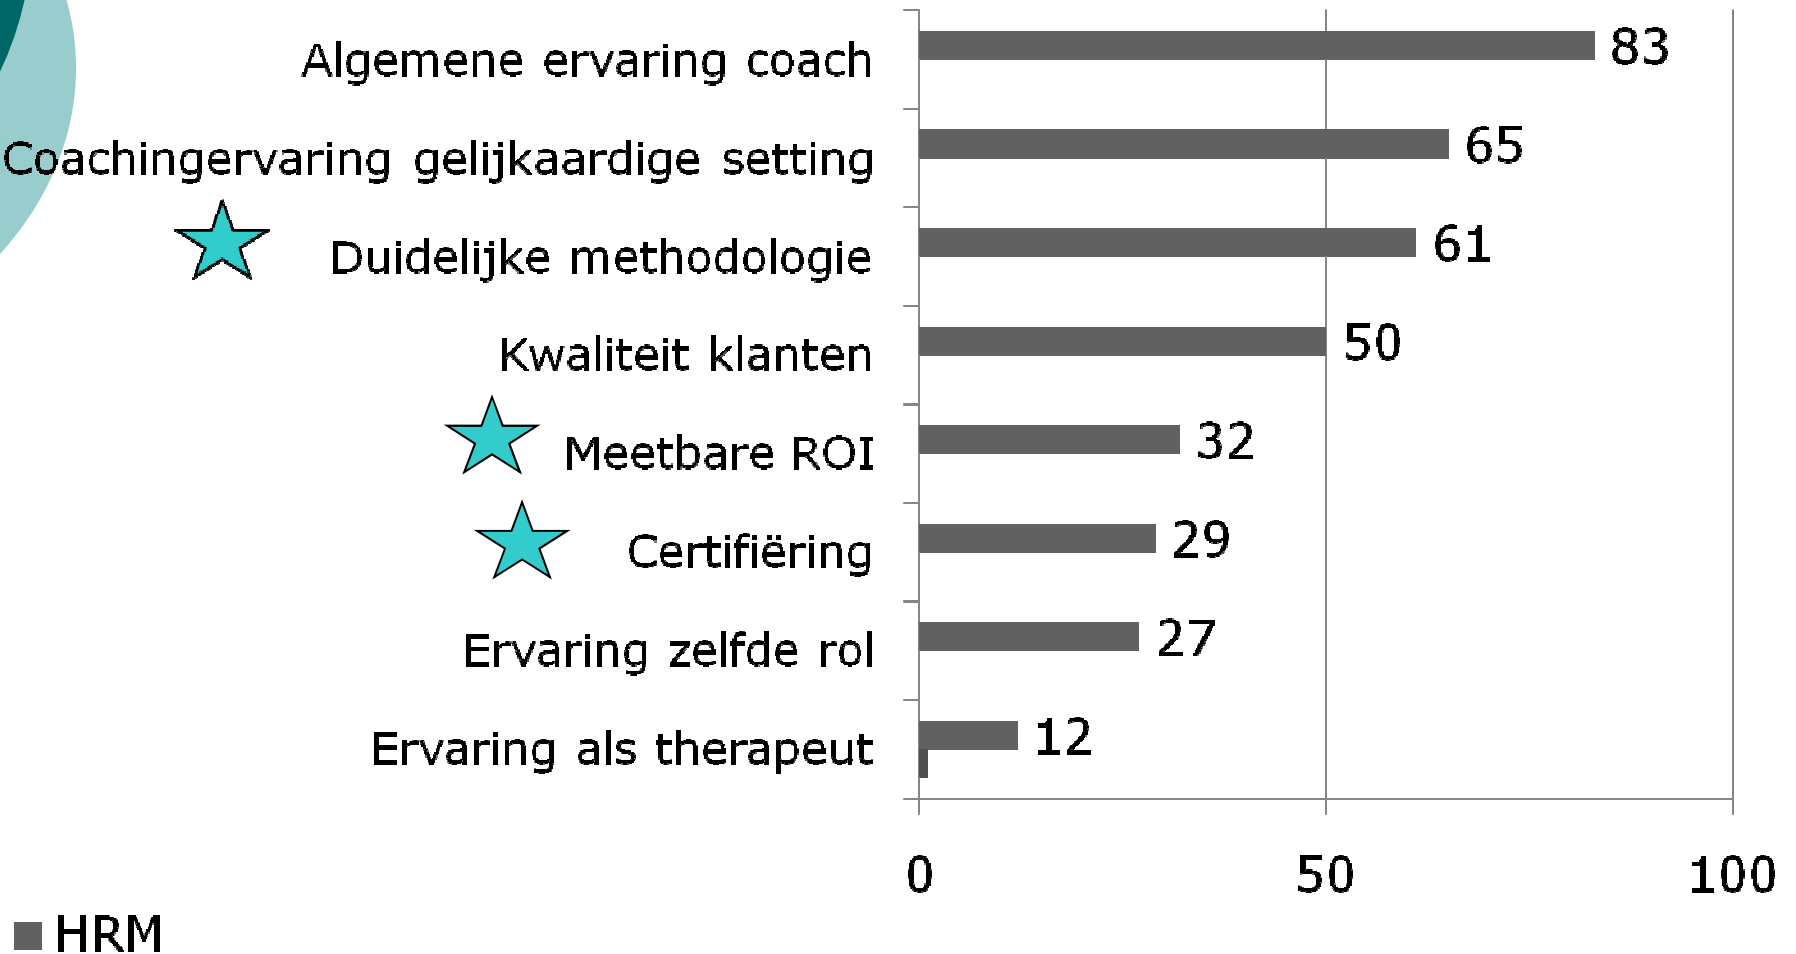 Algemene ervaring coach 83
Coachingervaring gelijkaardige setting 65
Duidelijke methodologie 61
Kwaliteit klanten 50
Meetbare ROI 32
Certifiëring 29
Ervaring zelfde rol 27
Ervaring als therapeut 12
0 50 100
HRM